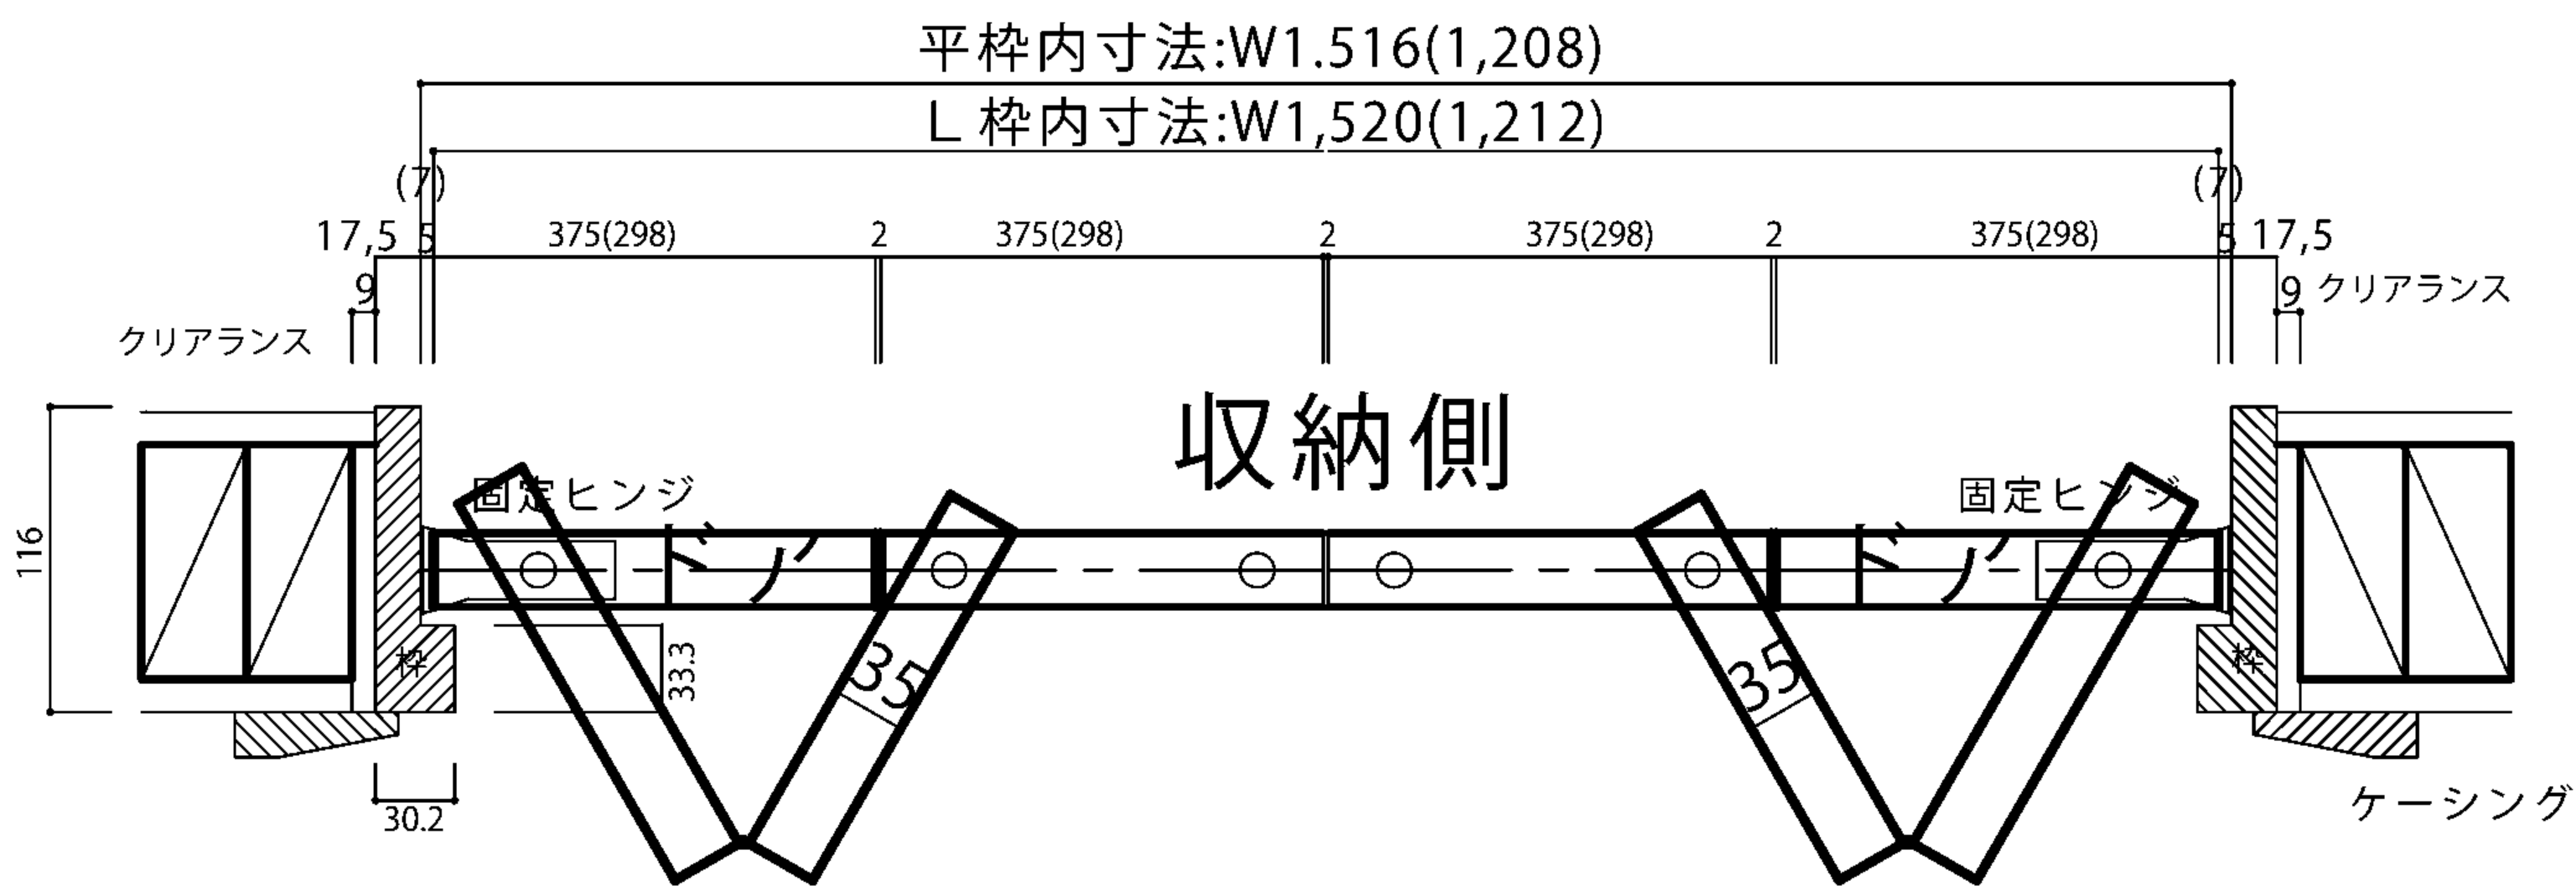 平枠内寸法:W1.516(1,208)
L 枠内寸法:W1,520(1,212)
(7) (7)
17,5 5 375(298) 2 375(298) 2 375(298) 2 375(298) 5 17,5
9 9 クリアランス
クリアランス
収納側
固定ヒンジ 固定ヒンジ
ドア ドア
116
枠 33.3 35 35 枠
30.2
ケーシング